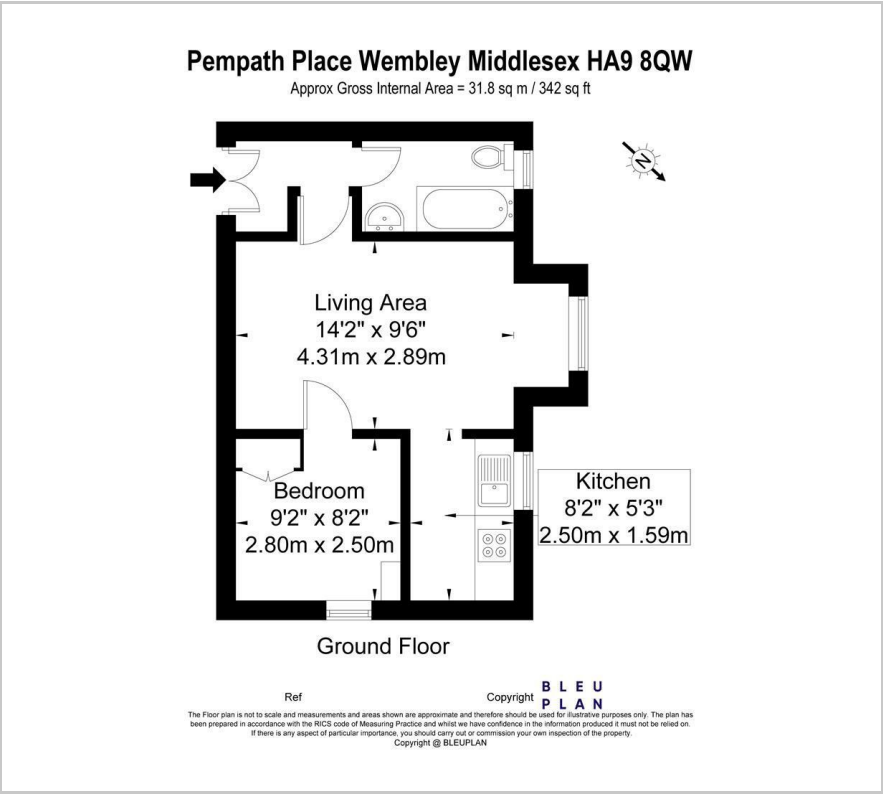 Pempath Place Wembley Middlesex HA9 8QW
Approx Gross Internal Area = 31.8 sq m / 342 sq ft
N
Living Area
14'2" x 9'6"
4.31m x 2.89m
Kitchen
8'2" x 5'3"
2.50m x 1.59m
Bedroom
9'2" x 8'2"
2.80m x 2.50m
Ground Floor
Ref
Copyright
BLEU
PLAN
The Floor plan is not to scale and measurements and areas shown are approximate and therefore should be used for illustrative purposes only. The plan has
been prepared in accordance with the RICS code of Measuring Practice and whilst we have confidence in the information produced it must not be relied on.
If there is any aspect of particular importance, you should carry out or commission your own inspection of the property.
Copyright @ BLEUPLAN